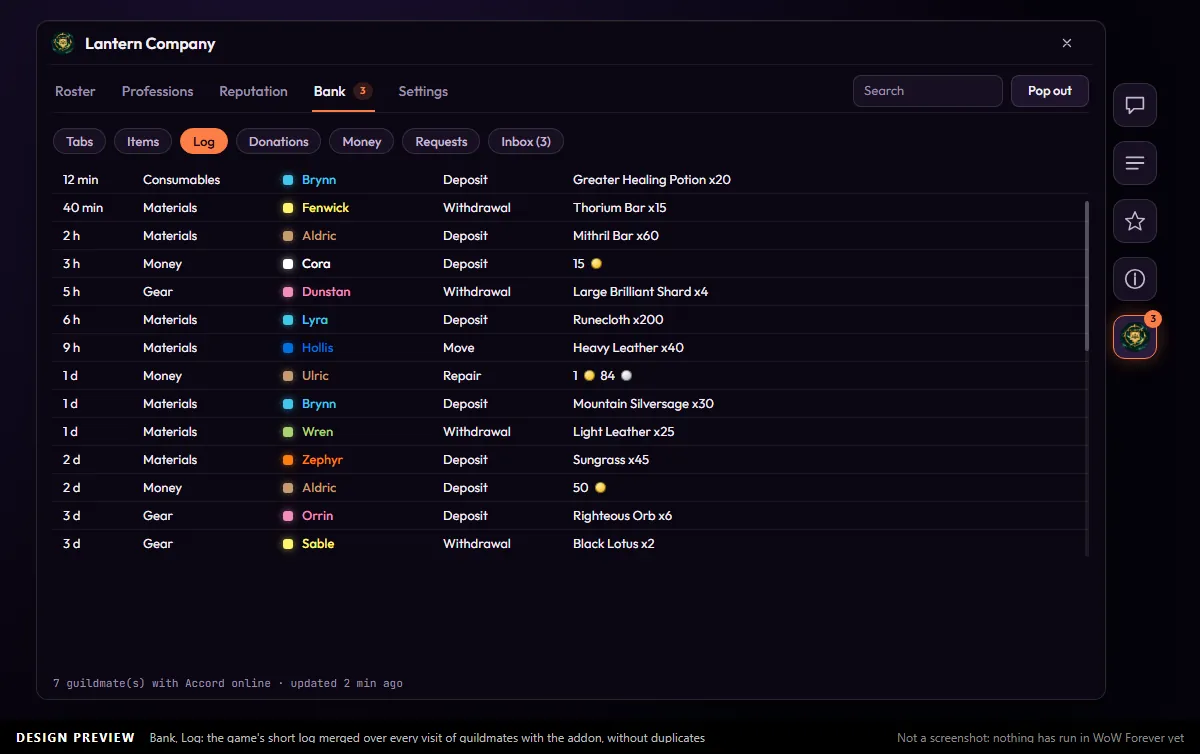 Lantern Company
Roster Professions Reputation Bank 3 Settings Search Pop out
Tabs Items Log Donations Money Requests Inbox (3)
12 min Consumables Brynn Deposit Greater Healing Potion x20
40 min Materials Fenwick Withdrawal Thorium Bar x15
2 h Materials Aldric Deposit Mithril Bar x60
3 h Money Cora Deposit 15
5 h Gear Dunstan Withdrawal Large Brilliant Shard x4
6 h Materials Lyra Deposit Runecloth x200
9 h Materials Hollis Move Heavy Leather x40
1 d Money Ulric Repair 1 84
1 d Materials Brynn Deposit Mountain Silversage x30
1 d Materials Wren Withdrawal Light Leather x25
2 d Materials Zephyr Deposit Sungrass x45
2 d Money Aldric Deposit 50
3 d Gear Orrin Deposit Righteous Orb x6
3 d Gear Sable Withdrawal Black Lotus x2
3
7 guildmate(s) with Accord online · updated 2 min ago
DESIGN PREVIEW Bank, Log: the game's short log merged over every visit of guildmates with the addon, without duplicates Not a screenshot: nothing has run in WoW Forever yet